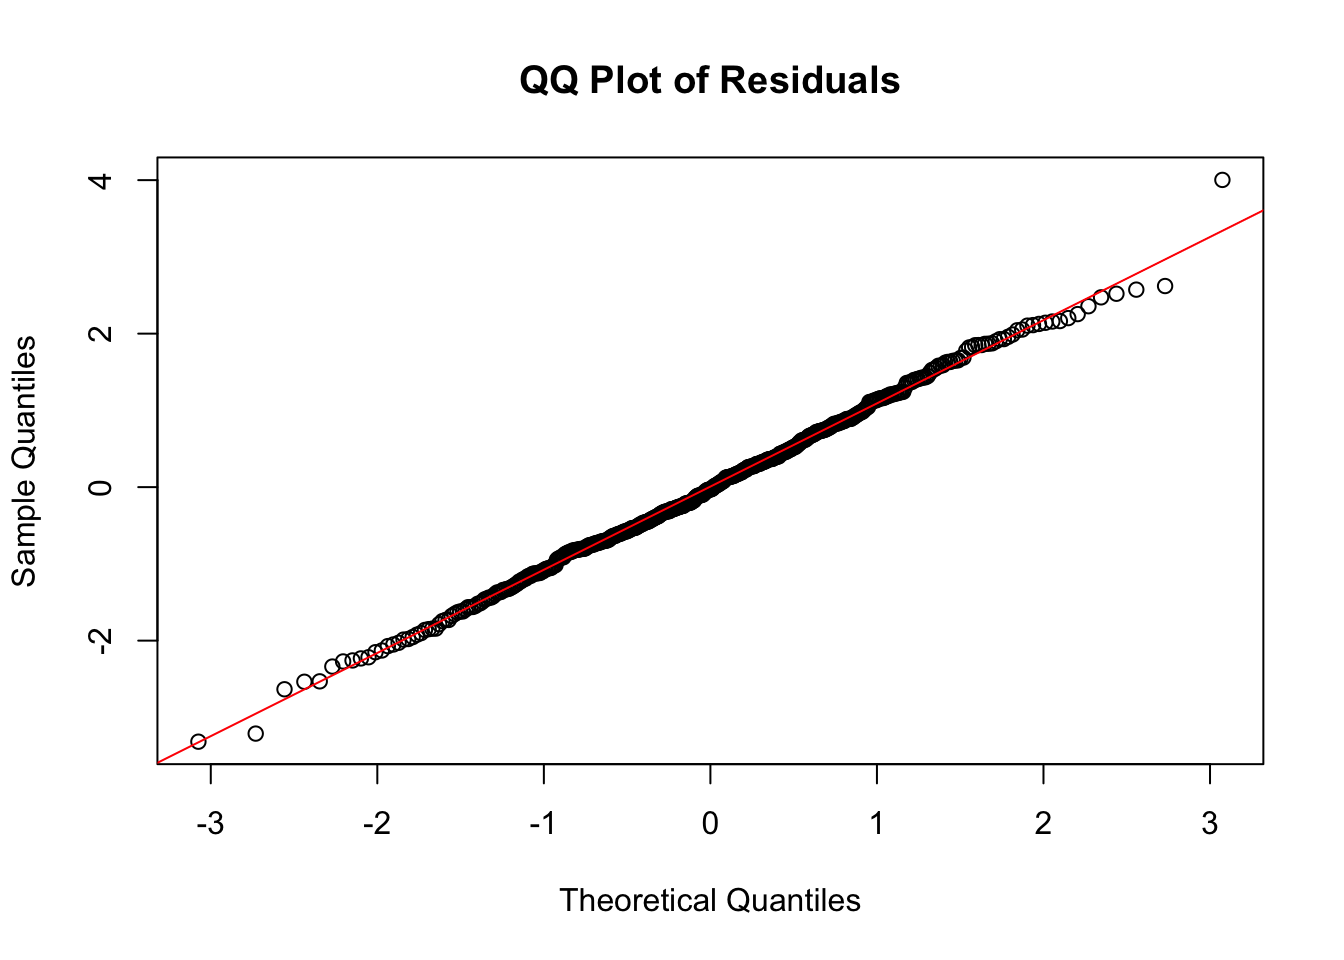 QQ Plot of Residuals
Sample Quantiles
4
2
0
-2
-3 -2 -1 0 1 2 3
Theoretical Quantiles